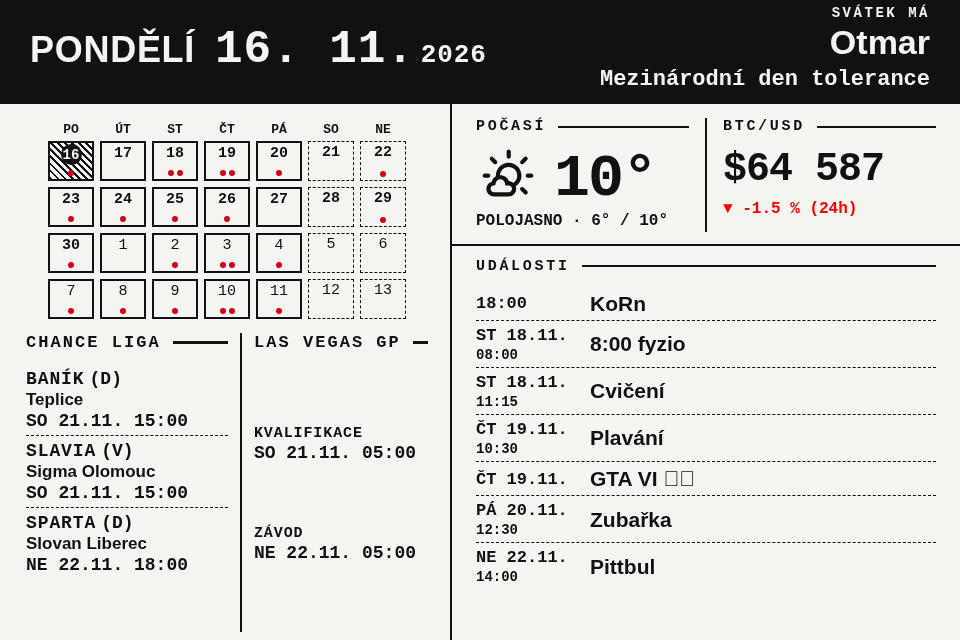 PONDĚLÍ 16. 11. 2026
SVÁTEK MÁ
Otmar
Mezinárodní den tolerance
PO ÚT ST ČT PÁ SO NE
16 17 18 19 20 21 22
23 24 25 26 27 28 29
30 1 2 3 4 5 6
7 8 9 10 11 12 13
CHANCE LIGA
BANÍK (D)
Teplice
SO 21.11. 15:00
SLAVIA (V)
Sigma Olomouc
SO 21.11. 15:00
SPARTA (D)
Slovan Liberec
NE 22.11. 18:00
LAS VEGAS GP
KVALIFIKACE
SO 21.11. 05:00
ZÁVOD
NE 22.11. 05:00
POČASÍ
10°
POLOJASNO · 6° / 10°
BTC/USD
$64 587
▼ -1.5 % (24h)
UDÁLOSTI
18:00 KoRn
ST 18.11.
08:00
8:00 fyzio
ST 18.11.
11:15
Cvičení
ČT 19.11.
10:30
Plavání
ČT 19.11. GTA VI
PÁ 20.11.
12:30
Zubařka
NE 22.11.
14:00
Pittbul